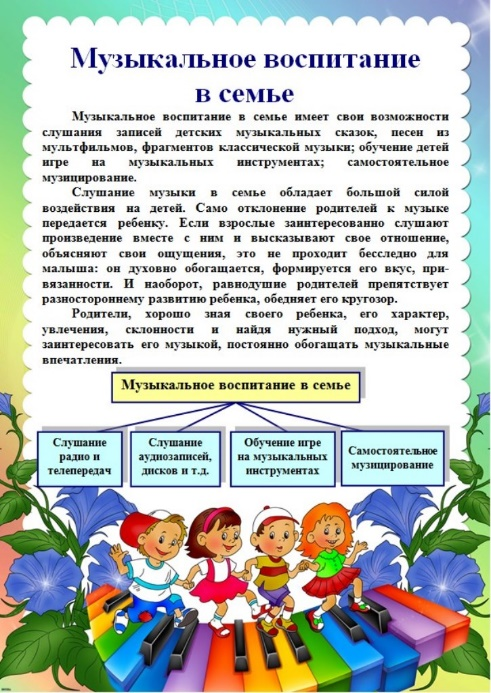 Музыкальное воспитание
в семье
Музыкальное воспитание в семье имеет свои возможности
слушания записей детских музыкальных сказок, песен из
мультфильмов, фрагментов классической музыки; обучение детей
игре на музыкальных инструментах; самостоятельное
музицирование.
Слушание музыки в семье обладает большой силой
воздействия на детей. Само отклонение родителей к музыке
передается ребенку. Если взрослые заинтересованно слушают
произведение вместе с ним и высказывают свое отношение,
объясняют свои ощущения, это не проходит бесследно для
малыша: он духовно обогащается, формируется его вкус, при-
вязанности. И наоборот, равнодушие родителей препятствует
разностороннему развитию ребенка, обедняет его кругозор.
Родители, хорошо зная своего ребенка, его характер,
увлечения, склонности и найдя нужный подход, могут
заинтересовать его музыкой, постоянно обогащать музыкальные
впечатления.
Музыкальное воспитание в семье
Слушание
радио и
телепередач
Слушание
аудиозаписей,
дисков и т.д.
Обучение игре
на музыкальных
инструментах
Самостоятельное
музицирование